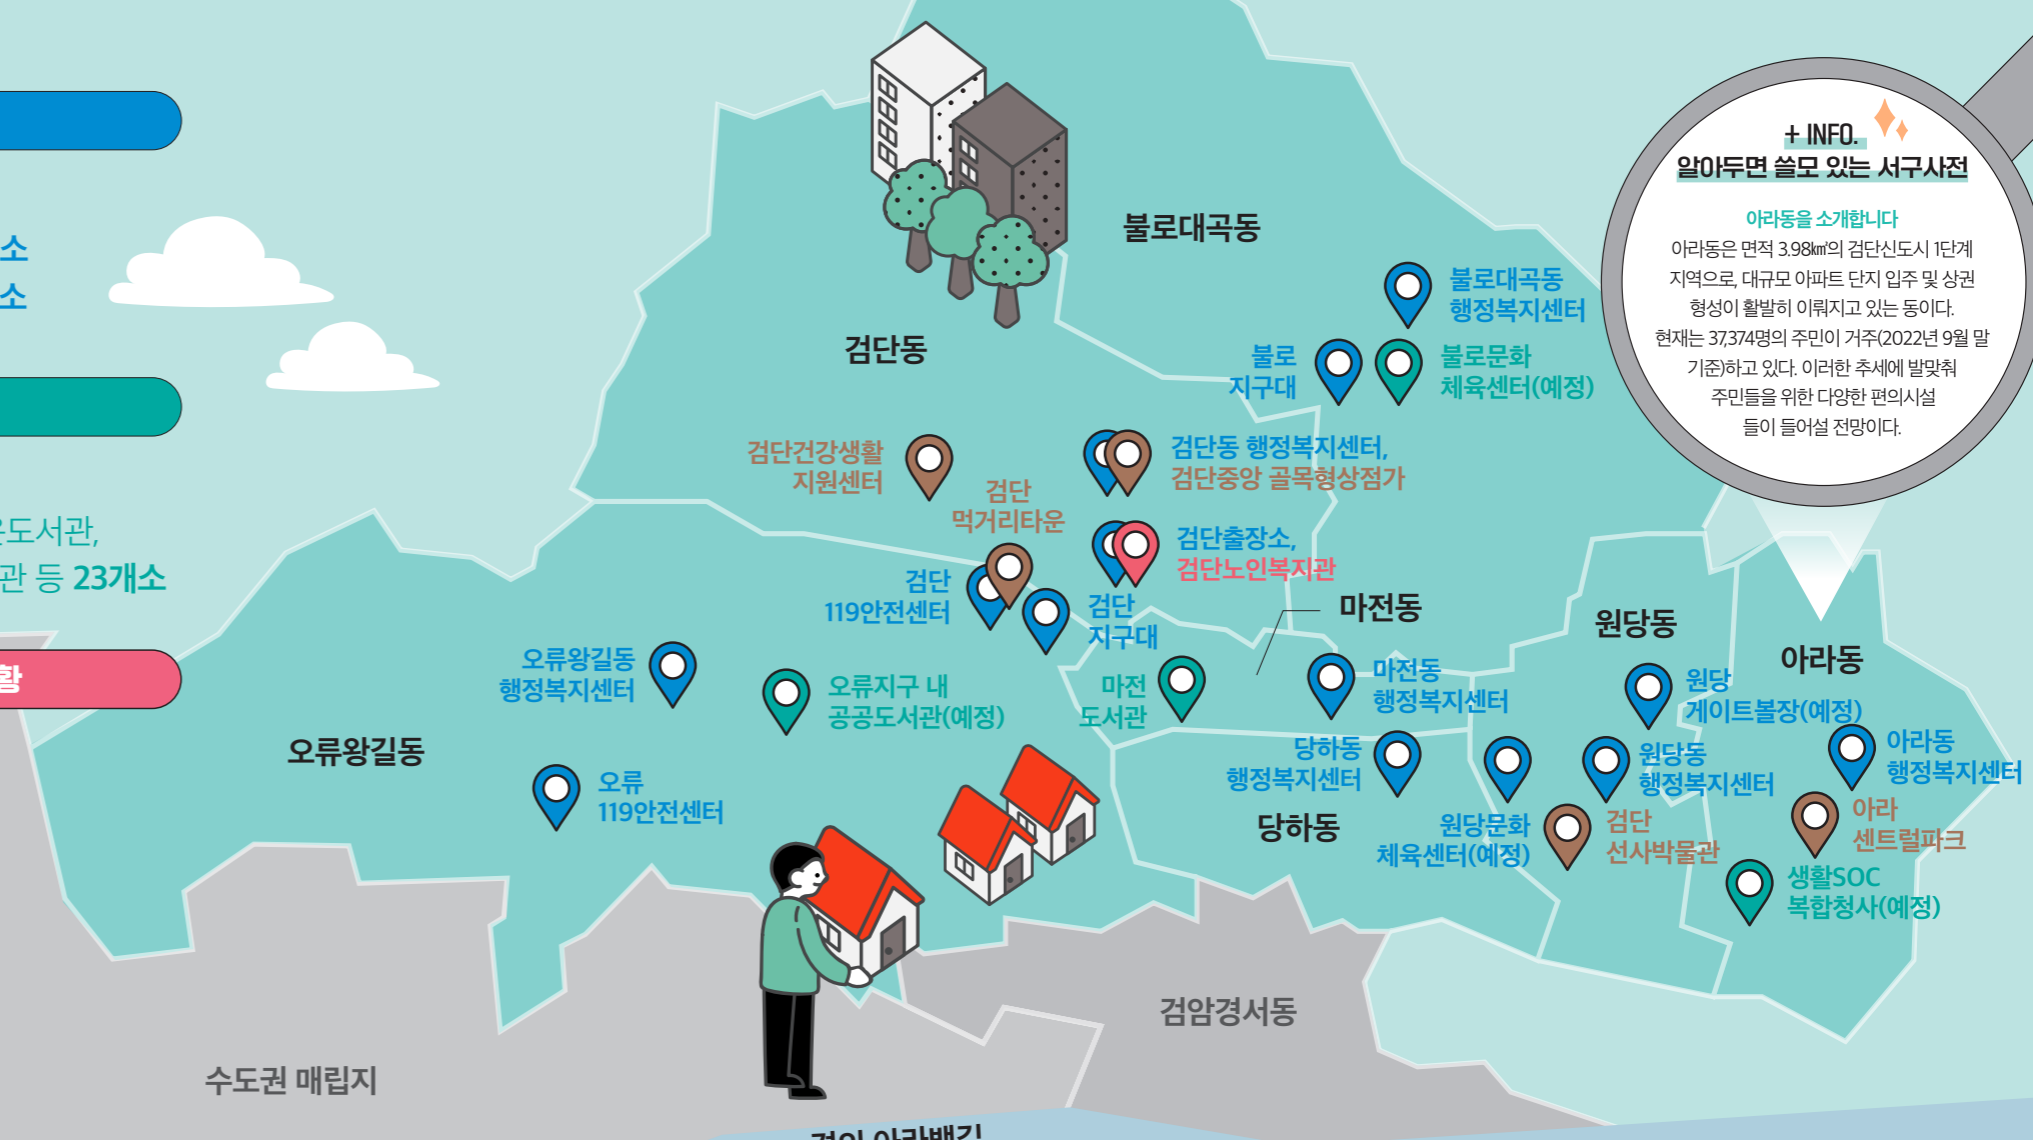 소
소
도서관,
관 등 23개소
황
불로대곡동
검단동
불로대곡동
행정복지센터
불로
지구대
불로문화
체육센터(예정)
검단건강생활
지원센터
검단동 행정복지센터,
검단중앙 골목형상점가
검단
먹거리타운
검단출장소,
검단노인복지관
검단
119안전센터
검단
지구대
마전동
원당동
아라동
오류왕길동
행정복지센터
오류지구 내
공공도서관(예정)
마전
도서관
마전동
행정복지센터
원당
게이트볼장(예정)
오류왕길동
오류
119안전센터
당하동
행정복지센터
당하동
원당동
행정복지센터
아라동
행정복지센터
원당문화
체육센터(예정)
검단
선사박물관
아라
센트럴파크
생활SOC
복합청사(예정)
검암경서동
수도권 매립지
경인 아라뱃길
+ INFO.
알아두면 쓸모 있는 서구사전
아라동을 소개합니다
아라동은 면적 3.98㎢의 검단신도시 1단계
지역으로, 대규모 아파트 단지 입주 및 상권
형성이 활발히 이뤄지고 있는 동이다.
현재는 37,374명의 주민이 거주(2022년 9월 말
기준)하고 있다. 이러한 추세에 발맞춰
주민들을 위한 다양한 편의시설
들이 들어설 전망이다.